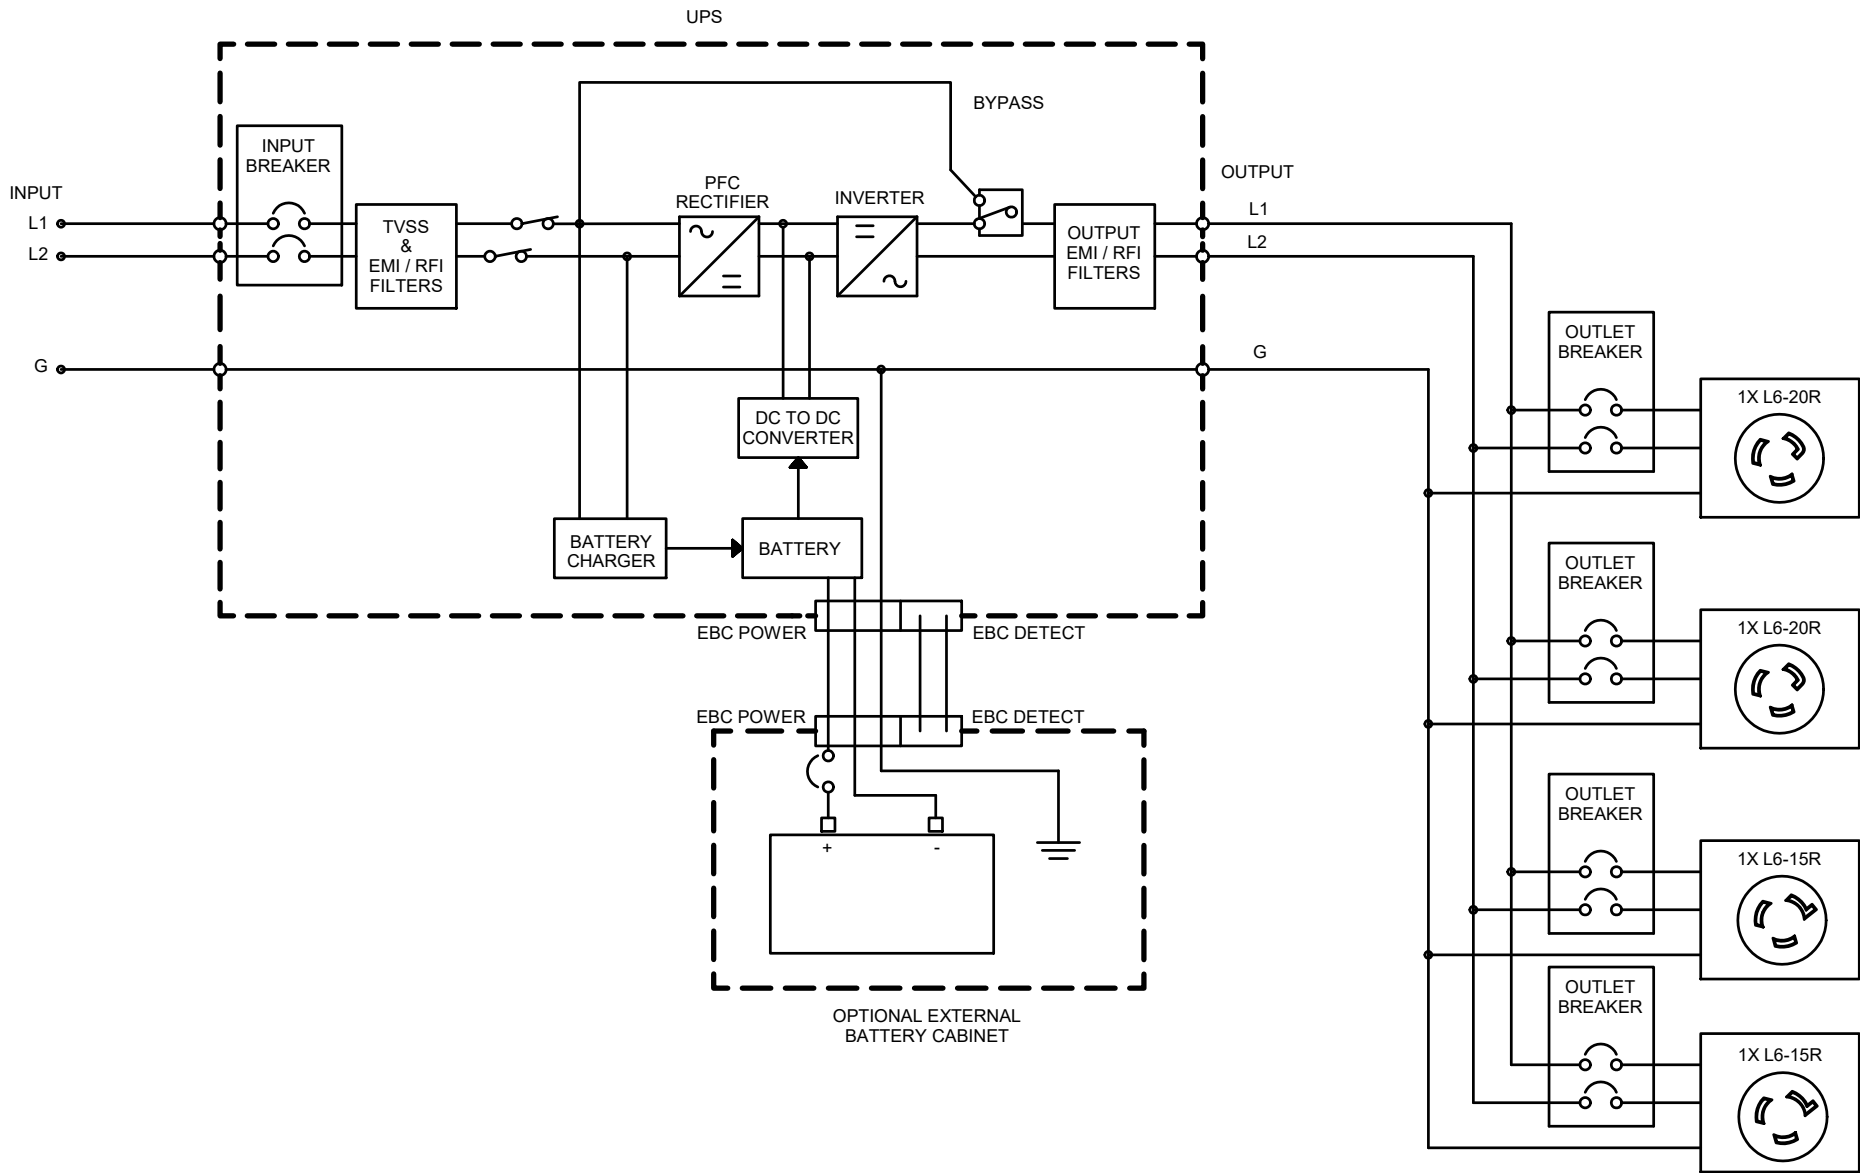 UPS
BYPASS
INPUT
BREAKER
INPUT
L1
L2
TVSS
&
EMI / RFI
FILTERS
PFC
RECTIFIER
INVERTER
OUTPUT
EMI / RFI
FILTERS
OUTPUT
L1
L2
G
G
DC TO DC
CONVERTER
BATTERY
CHARGER
BATTERY
EBC POWER
EBC DETECT
EBC POWER
EBC DETECT
+
-
OPTIONAL EXTERNAL
BATTERY CABINET
OUTLET
BREAKER
1X L6-20R
OUTLET
BREAKER
1X L6-20R
OUTLET
BREAKER
1X L6-15R
OUTLET
BREAKER
1X L6-15R